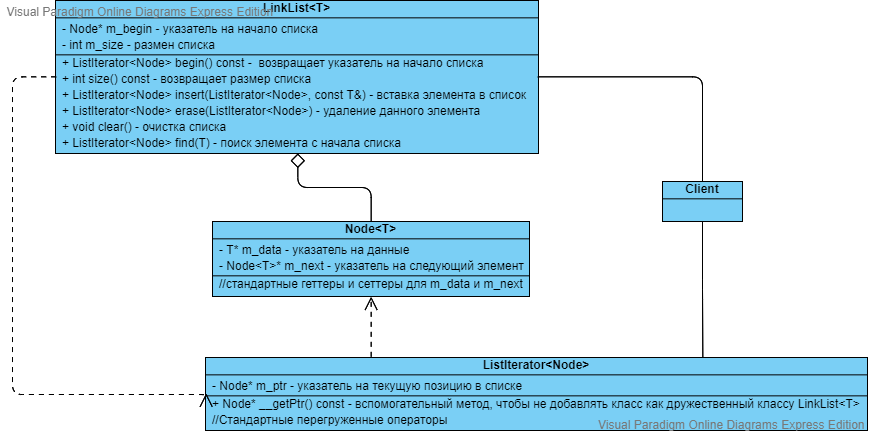 Visual Paradigm Online Diagrams Express Edition
LinkList<T>
- Node* m_begin - указатель на начало списка
- int m_size - размен списка
+ ListIterator<Node> begin() const - возвращает указатель на начало списка
+ int size() const - возвращает размер списка
+ ListIterator<Node> insert(ListIterator<Node>, const T&) - вставка элемента в список
+ ListIterator<Node> erase(ListIterator<Node>) - удаление данного элемента
+ void clear() - очистка списка
+ ListIterator<Node> find(T) - поиск элемента с начала списка
Client
Node<T>
- T* m_data - указатель на данные
- Node<T>* m_next - указатель на следующий элемент
//стандартные геттеры и сеттеры для m_data и m_next
ListIterator<Node>
- Node* m_ptr - указатель на текущую позицию в списке
+ Node* __getPtr() const - вспомогательный метод, чтобы не добавлять класс как дружественный классу LinkList<T>
//Стандартные перегруженные операторы
Visual Paradigm Online Diagrams Express Edition